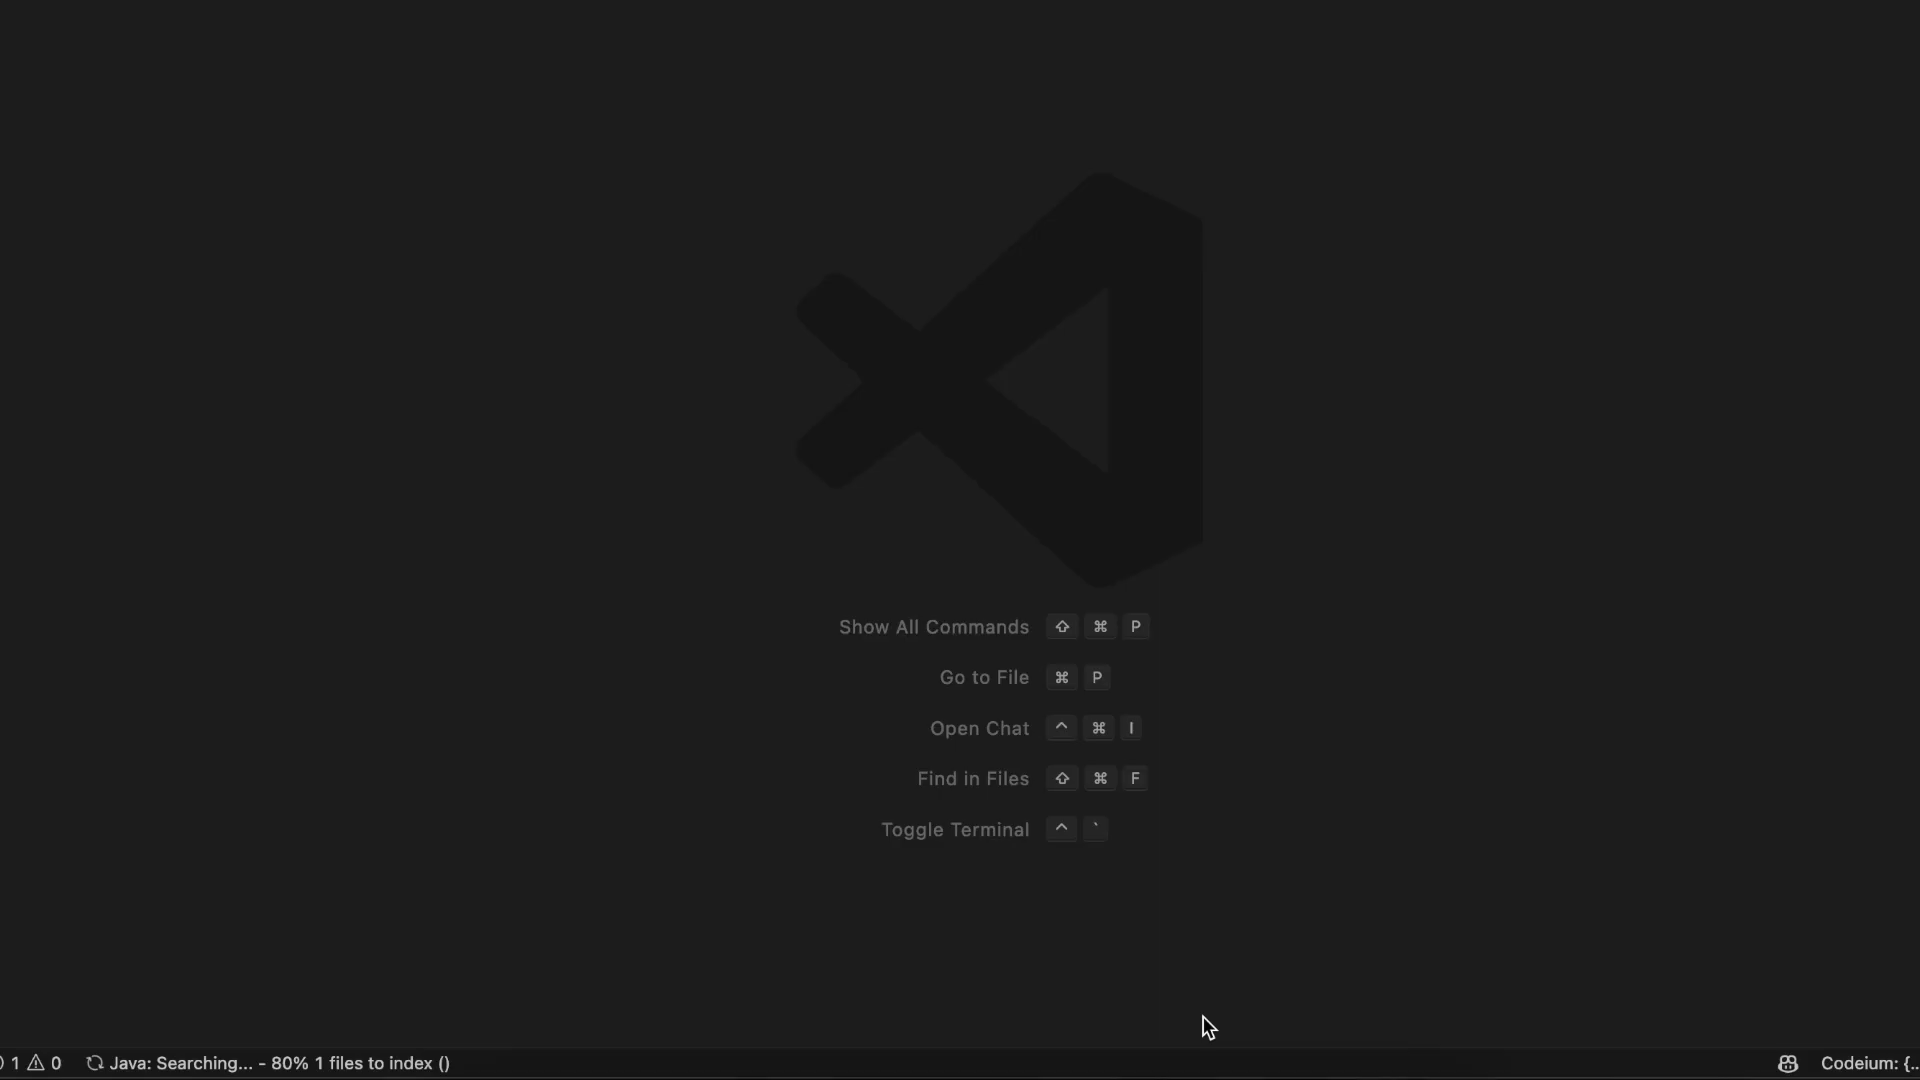 Show All Commands ⇧ ⌘ P
Go to File ⌘ P
Open Chat ^ ⌘ I
Find in Files ⇧ ⌘ F
Toggle Terminal ^ `
1 0 Java: Searching... - 80% 1 files to index () Codeium: {..